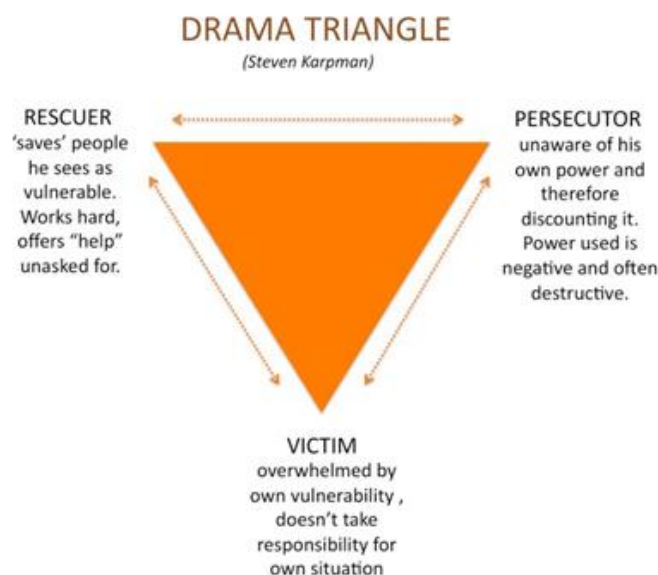 DRAMA TRIANGLE
(Steven Karpman)
RESCUER
‘saves’ people
he sees as
vulnerable.
Works hard,
offers “help”
unasked for.
PERSECUTOR
unaware of his
own power and
therefore
discounting it.
Power used is
negative and often
destructive.
VICTIM
overwhelmed by
own vulnerability ,
doesn’t take
responsibility for
own situation